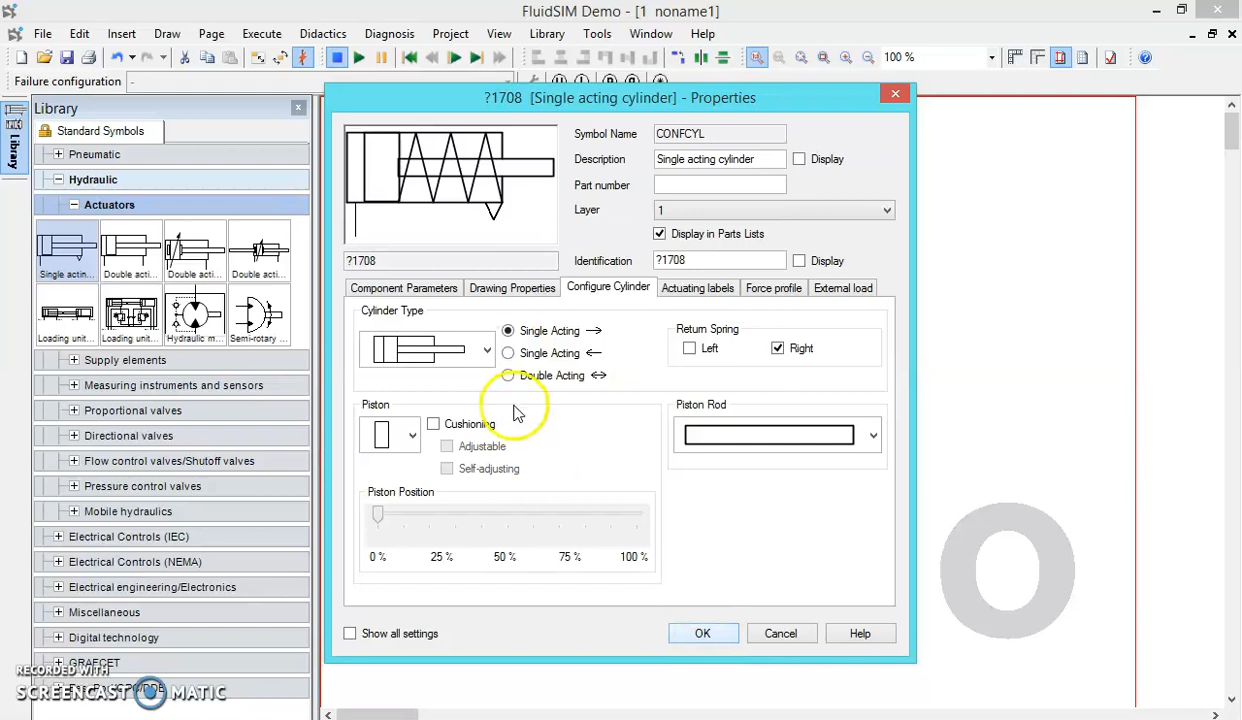 FluidSIM Demo - [1 noname1]
File Edit Insert Draw Page Execute Didactics Diagnosis Project View Library Tools Window Help
100 %
Failure configuration -
Library
Library
Standard Symbols
Pneumatic
Hydraulic
Actuators
Single actin...
Double acti...
Double acti...
Double acti...
Loading unit...
Loading unit...
Hydraulic m...
Semi-rotary ...
Supply elements
Measuring instruments and sensors
Proportional valves
Directional valves
Flow control valves/Shutoff valves
Pressure control valves
Mobile hydraulics
Electrical Controls (IEC)
Electrical Controls (NEMA)
Electrical engineering/Electronics
Miscellaneous
Digital technology
GRAFCET
RECORDED WITH
SCREENCAST MATIC
?1708 [Single acting cylinder] - Properties
Symbol Name CONFCYL
Description Single acting cylinder Display
Part number
Layer 1
Display in Parts Lists
?1708
Identification ?1708 Display
Component Parameters Drawing Properties Configure Cylinder Actuating labels Force profile External load
Cylinder Type
Single Acting
Single Acting
Double Acting
Return Spring
Left Right
Piston
Cushioning
Adjustable
Self-adjusting
Piston Rod
Piston Position
0 % 25 % 50 % 75 % 100 %
Show all settings
OK Cancel Help
O